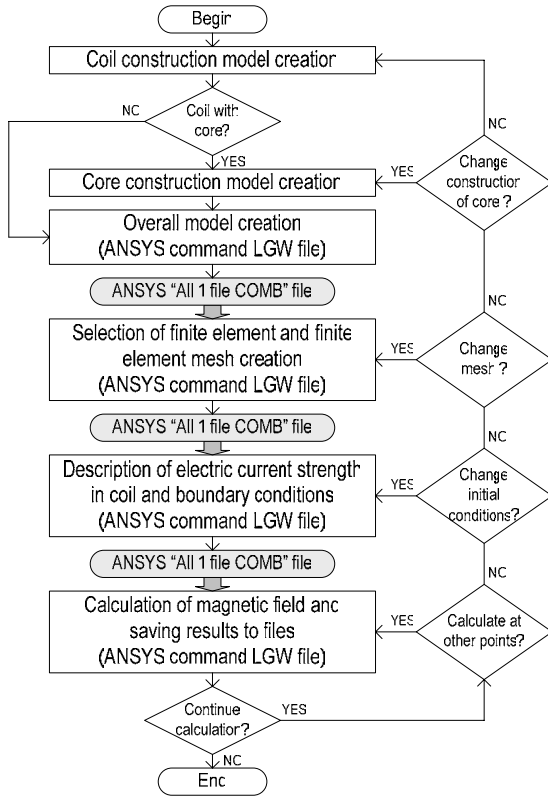 Begir
Coil construction model creatior
NC
Coil with
core?
YES
NC
Core construction model creatior
YES
Change
construction
of core ?
Overall model creation
(ANSYS command LGW file)
ANSYS “All 1 file COMB” file
NC
Selection of finite element and finite
element mesh creation
(ANSYS command LGW file)
YES
Change
mesh ?
ANSYS “All 1 file COMB” file
NC
Description of electric current strength
in coil and boundary conditions
(ANSYS command LGW file)
YES
Change
initial
conditions?
ANSYS “All 1 file COMB” file
NC
Calculation of magnetic field and
saving results to files
(ANSYS command LGW file)
YES
Calculate at
other points?
Continue
calculation?
YES
NC
Enc